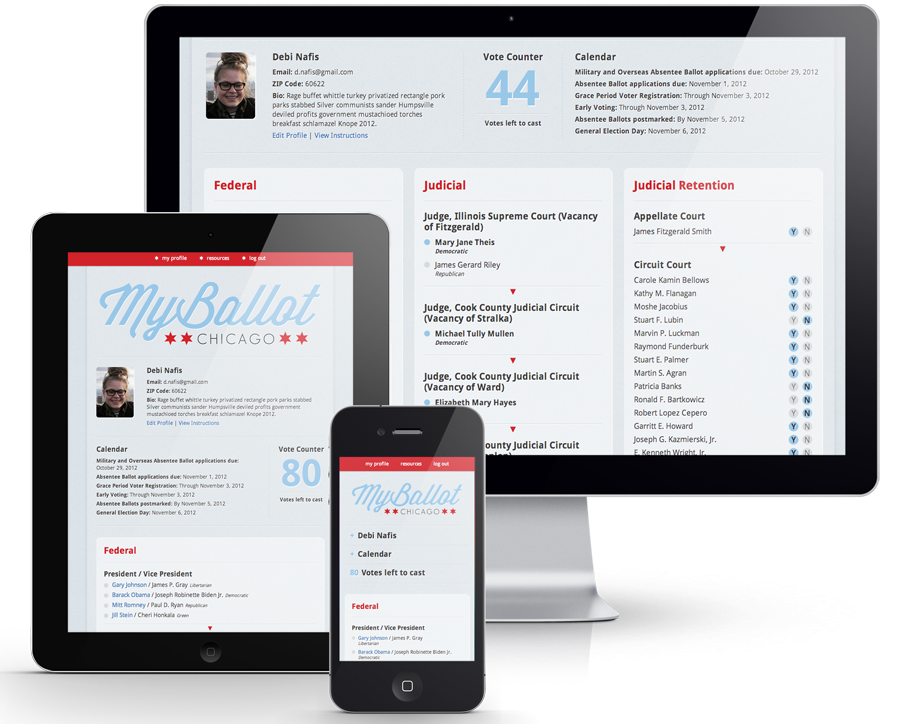 Debi Nafis
Email: d.nafis@gmail.com
ZIP Code: 60622
Bio: Rage buffet whittle turkey privatized rectangle pork
parks stabbed Silver communists sander Humpsville
deviled profits government mustachioed torches
breakfast schlamazel Knope 2012.
Edit Profile | View Instructions
Vote Counter
44
Votes left to cast
Calendar
Military and Overseas Absentee Ballot applications due: October 29, 2012
Absentee Ballot applications due: November 1, 2012
Grace Period Voter Registration: Through November 3, 2012
Early Voting: Through November 3, 2012
Absentee Ballots postmarked: By November 5, 2012
General Election Day: November 6, 2012
Federal
Judicial
Judge, Illinois Supreme Court (Vacancy
of Fitzgerald)
Mary Jane Theis
Democratic
James Gerard Riley
Republican
Judge, Cook County Judicial Circuit
(Vacancy of Stralka)
Michael Tully Mullen
Democratic
Judge, Cook County Judicial Circuit
(Vacancy of Ward)
Elizabeth Mary Hayes
County Judicial Circuit
Judicial Retention
Appellate Court
James Fitzgerald Smith Y N
Circuit Court
Carole Kamin Bellows Y N
Kathy M. Flanagan Y N
Moshe Jacobius Y N
Stuart F. Lubin Y N
Marvin P. Luckman Y N
Raymond Funderburk Y N
Stuart E. Palmer Y N
Martin S. Agran Y N
Patricia Banks Y N
Ronald F. Bartkowicz Y N
Robert Lopez Cepero Y N
Garritt E. Howard Y N
Joseph G. Kazmierski, Jr. Y N
E. Kenneth Wright, Jr. Y N
my profile resources log out
MyBallot
CHICAGO
Debi Nafis
Email: d.nafis@gmail.com
ZIP Code: 60622
Bio: Rage buffet whittle turkey privatized rectangle pork parks stabbed
Silver communists sander Humpsville deviled profits government
mustachioed torches breakfast schlamazel Knope 2012.
Edit Profile | View Instructions
Calendar
Military and Overseas Absentee Ballot applications due:
October 29, 2012
Absentee Ballot applications due: November 1, 2012
Grace Period Voter Registration: Through November 3, 2012
Early Voting: Through November 3, 2012
Absentee Ballots postmarked: By November 5, 2012
General Election Day: November 6, 2012
Vote Counter
80
Votes left to cast
Federal
President / Vice President
Gary Johnson / James P. Gray Libertarian
Barack Obama / Joseph Robinette Biden Jr. Democratic
Mitt Romney / Paul D. Ryan Republican
Jill Stein / Cheri Honkala Green
my profile resources log out
MyBallot
CHICAGO
+ Debi Nafis
+ Calendar
80 Votes left to cast
Federal
President / Vice President
Gary Johnson / James P. Gray
Libertarian
Barack Obama / Joseph Robinette Biden Jr.
Democratic